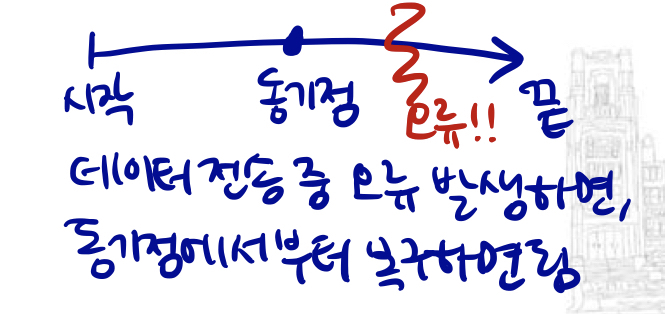 시작 동기점 오류!! 끝
데이터 전송 중 오류 발생하면,
동기점에서부터 복구하면 됨